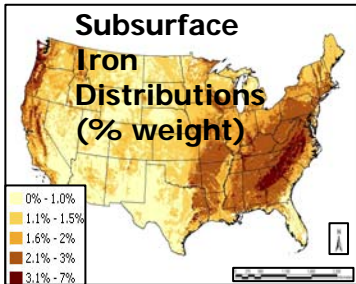 Subsurface
Iron
Distributions
(% weight)
0% - 1.0%
1.1% - 1.5%
1.6% - 2%
2.1% - 3%
3.1% - 7%